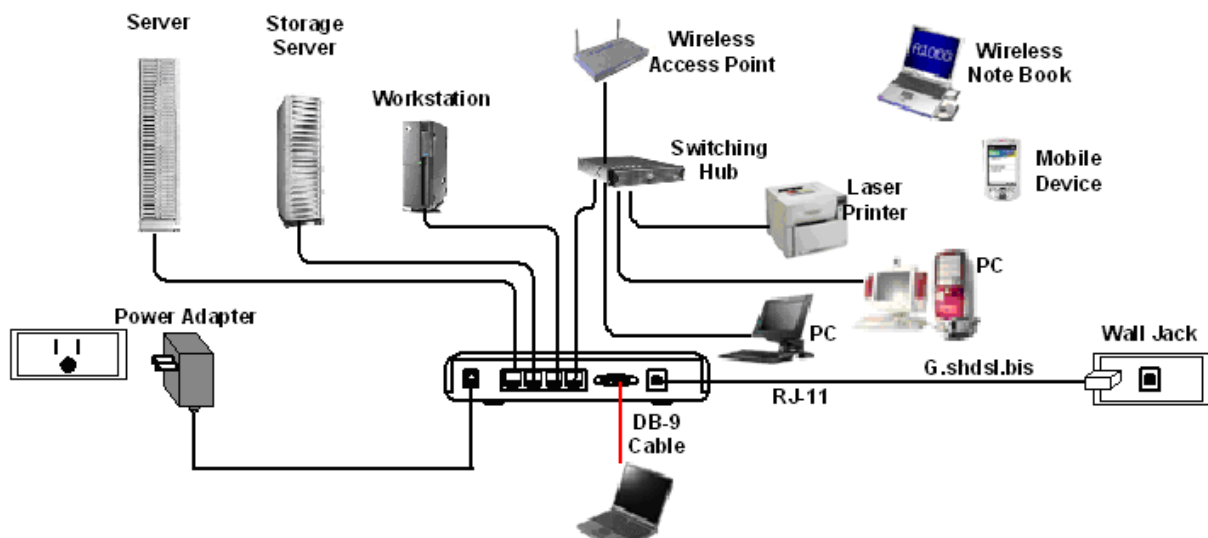 Server
Storage
Server
Workstation
Wireless
Access Point
Wireless
Note Book
Switching
Hub
Mobile
Device
Laser
Printer
PC
Power Adapter
PC
Wall Jack
G.shdsl.bis
RJ-11
DB-9
Cable